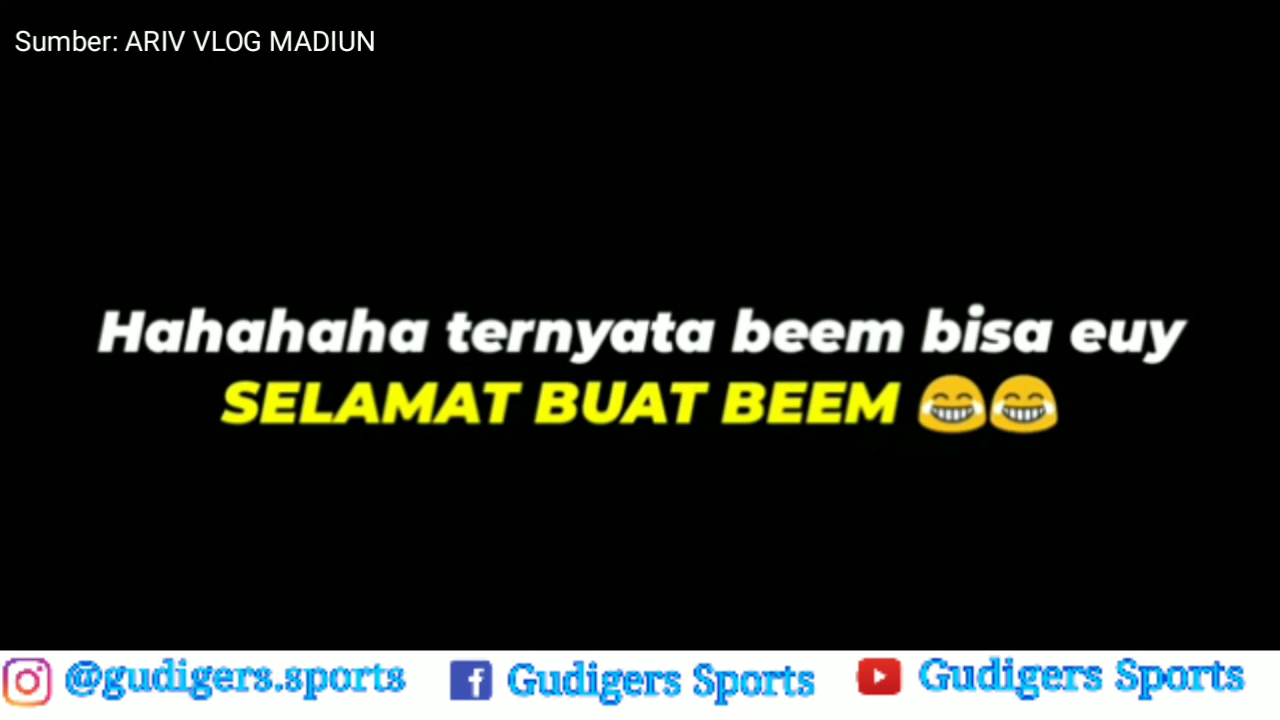 Sumber: ARIV VLOG MADIUN
Hahahaha ternyata beem bisa euy
SELAMAT BUAT BEEM 😂😂
@gudigers.sports Gudigers Sports Gudigers Sports